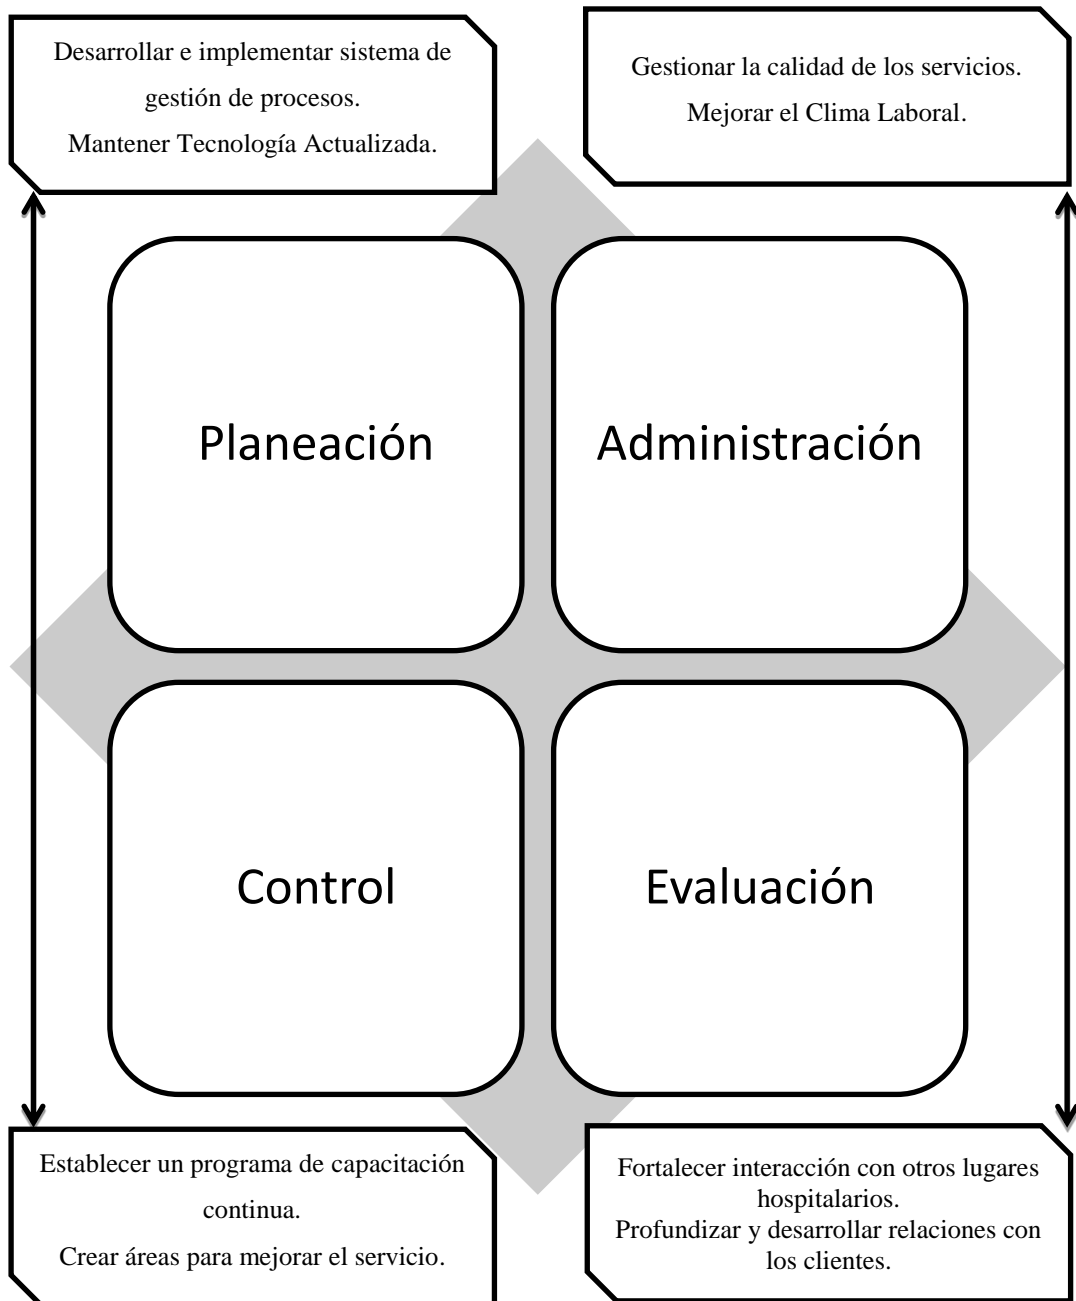 Desarrollar e implementar sistema de
gestión de procesos.
Mantener Tecnología Actualizada.
Gestionar la calidad de los servicios.
Mejorar el Clima Laboral.
Planeación
Administración
Control
Evaluación
Establecer un programa de capacitación
continua.
Crear áreas para mejorar el servicio.
Fortalecer interacción con otros lugares
hospitalarios.
Profundizar y desarrollar relaciones con
los clientes.